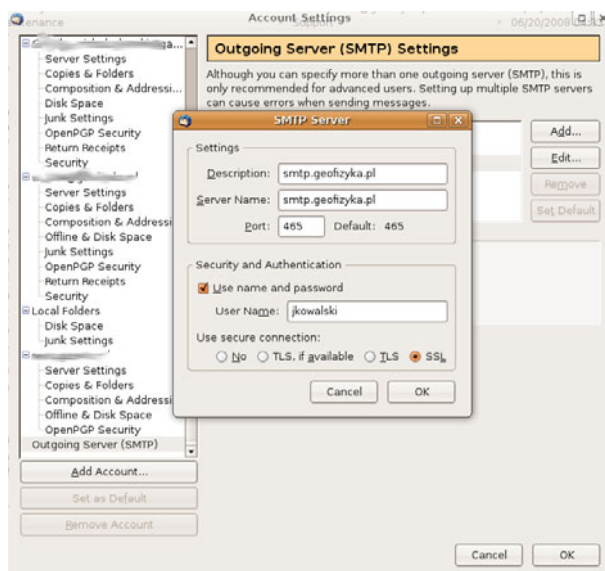 enance
Account Settings
06/20/2008
Server Settings
Copies & Folders
Composition & Addressi...
Disk Space
Junk Settings
OpenPGP Security
Return Receipts
Security
Server Settings
Copies & Folders
Composition & Addressi
Offline & Disk Space
Junk Settings
OpenPGP Security
Return Receipts
Security
Local Folders
Disk Space
Junk Settings
Server Settings
Copies & Folders
Composition & Addressi
Offline & Disk Space
OpenPGP Security
Outgoing Server (SMTP)
Add Account...
Set as Default
Remove Account
Outgoing Server (SMTP) Settings
Although you can specify more than one outgoing server (SMTP), this is
only recommended for advanced users. Setting up multiple SMTP servers
can cause errors when sending messages.
Add...
Edit...
Remove
Set Default
SMTP Server
Settings
Description: smtp.geofizyka.pl
Server Name: smtp.geofizyka.pl
Port: 465 Default: 465
Security and Authentication
Use name and password
User Name: jkowalski
Use secure connection:
No TLS, if available TLS SSL
Cancel OK
Cancel OK